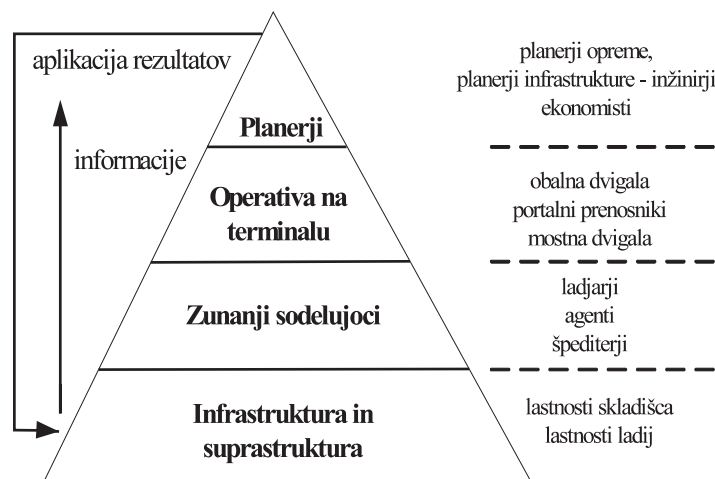 aplikacija rezultatov
informacije
Planerji
Operativa na
terminalu
Zunanji sodelujoci
Infrastruktura in
suprastruktura
planerji opreme,
planerji infrastrukture - inžinirji
ekonomisti
obalna dvigala
portalni prenosniki
mostna dvigala
ladjarji
agenti
špediterji
lastnosti skladišca
lastnosti ladij